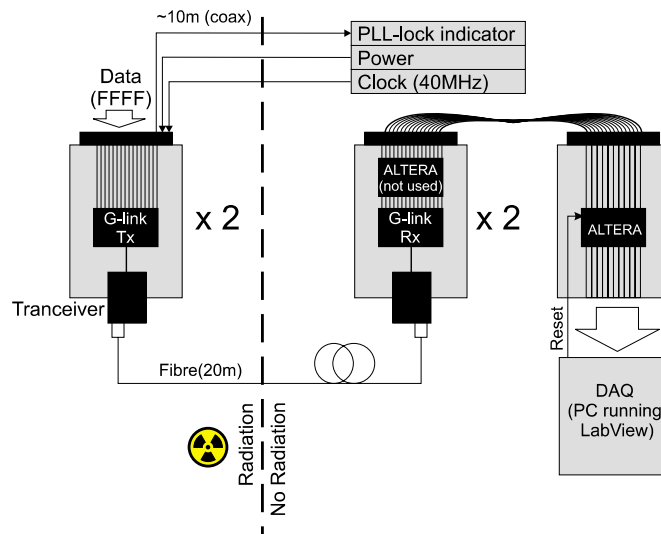 ~10m (coax)
PLL-lock indicator
Power
Clock (40MHz)
Data
(FFFF)
G-link
Tx
x 2
Tranceiver
ALTERA
(not used)
G-link
Rx
x 2
ALTERA
Reset
Fibre(20m)
DAQ
(PC running
LabView)
Radiation
No Radiation